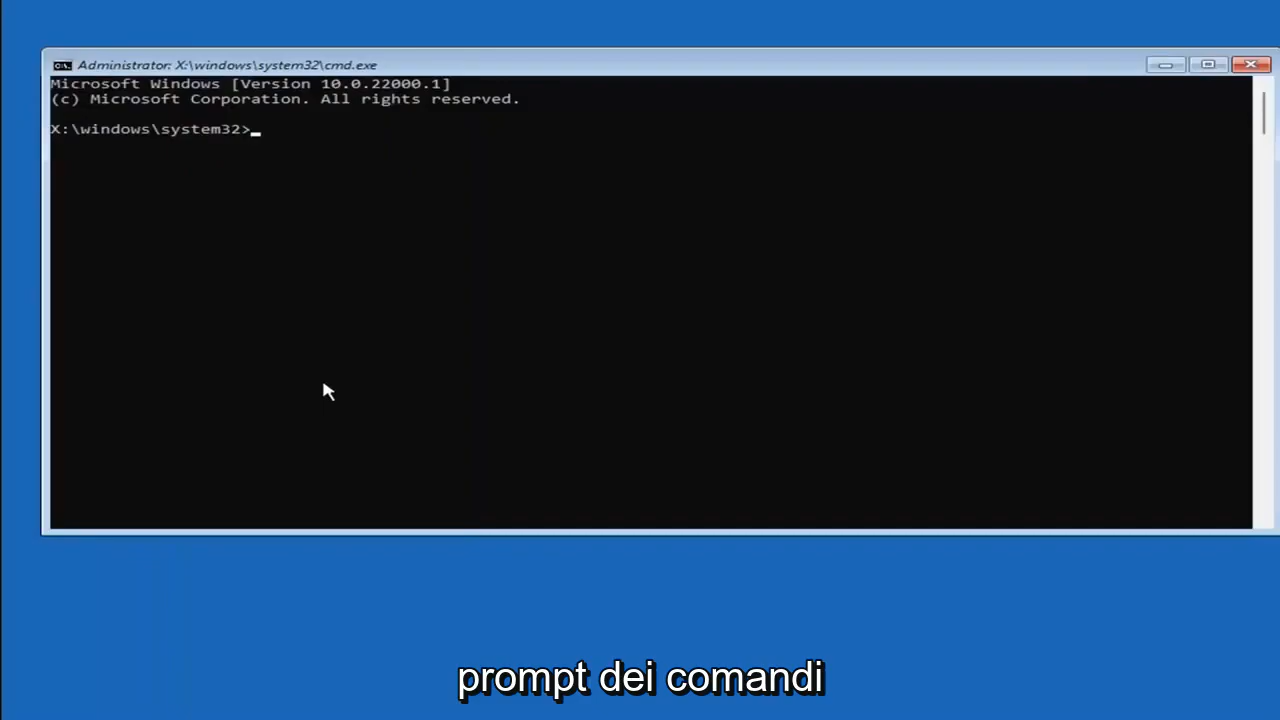 Administrator: X:\windows\system32\cmd.exe
Microsoft Windows [Version 10.0.22000.1]
(c) Microsoft Corporation. All rights reserved.
X:\windows\system32>
prompt dei comandi